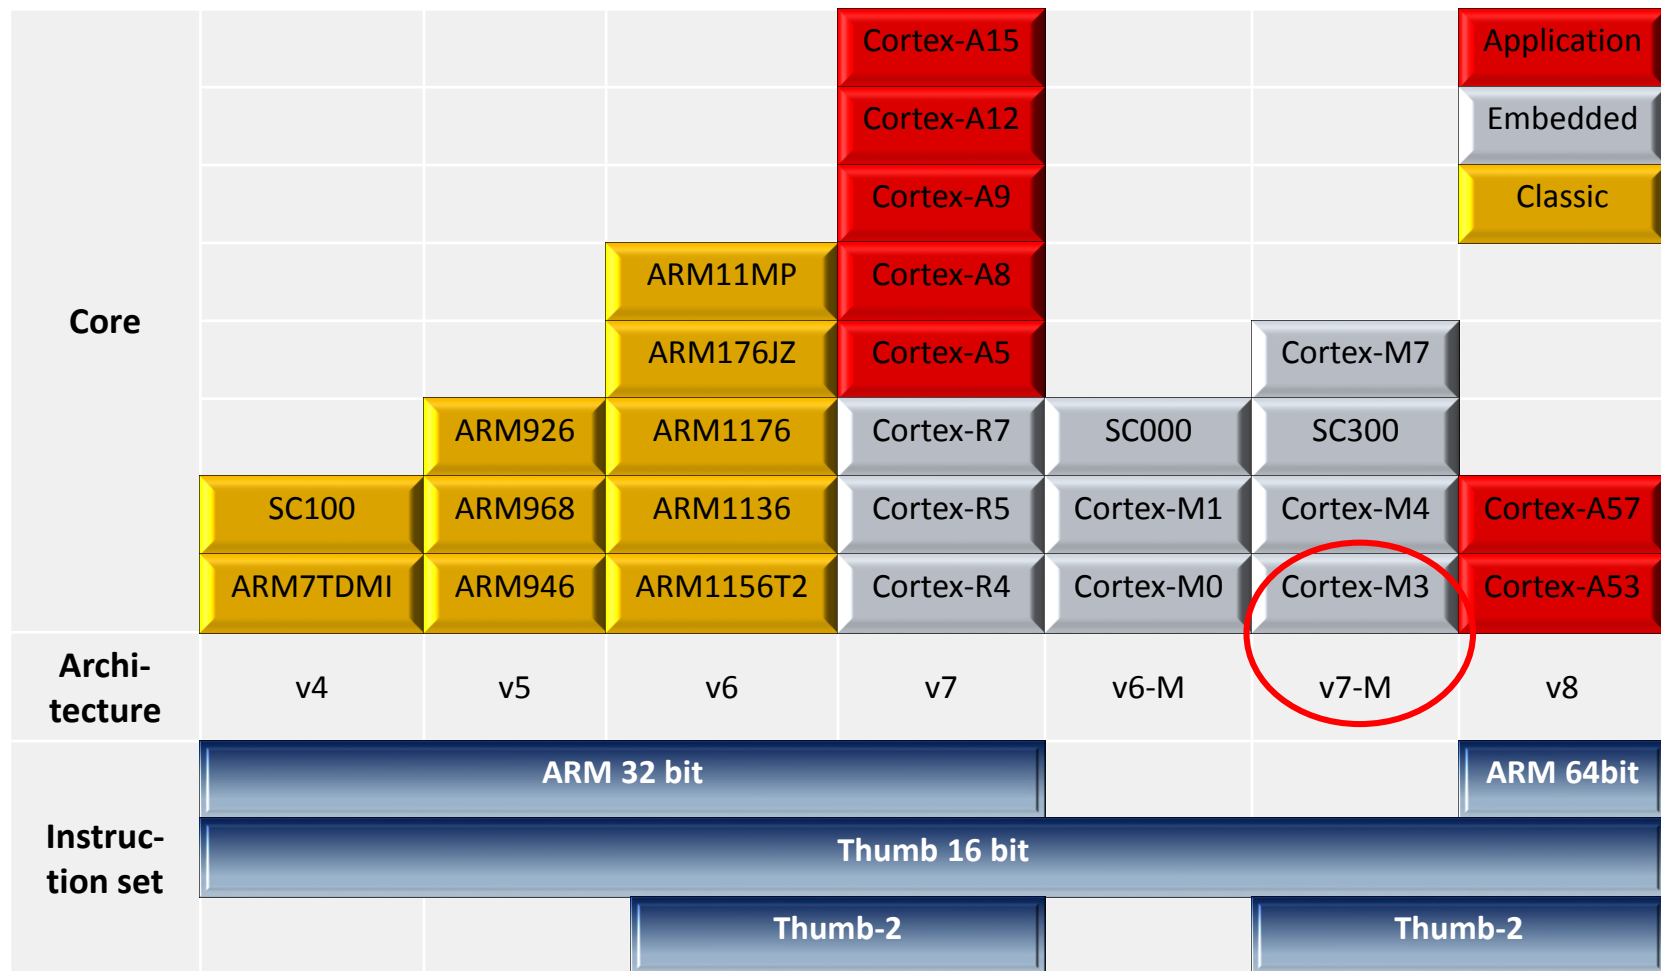 Cortex-A15 Application
Cortex-A12 Embedded
Cortex-A9 Classic
ARM11MP Cortex-A8
Core
ARM176JZ Cortex-A5 Cortex-M7
ARM926 ARM1176 Cortex-R7 SC000 SC300
SC100 ARM968 ARM1136 Cortex-R5 Cortex-M1 Cortex-M4 Cortex-A57
ARM7TDMI ARM946 ARM1156T2 Cortex-R4 Cortex-M0 Cortex-M3 Cortex-A53
Archi-
tecture
v4 v5 v6 v7 v6-M v7-M v8
ARM 32 bit ARM 64bit
Instruc-
tion set
Thumb 16 bit
Thumb-2 Thumb-2